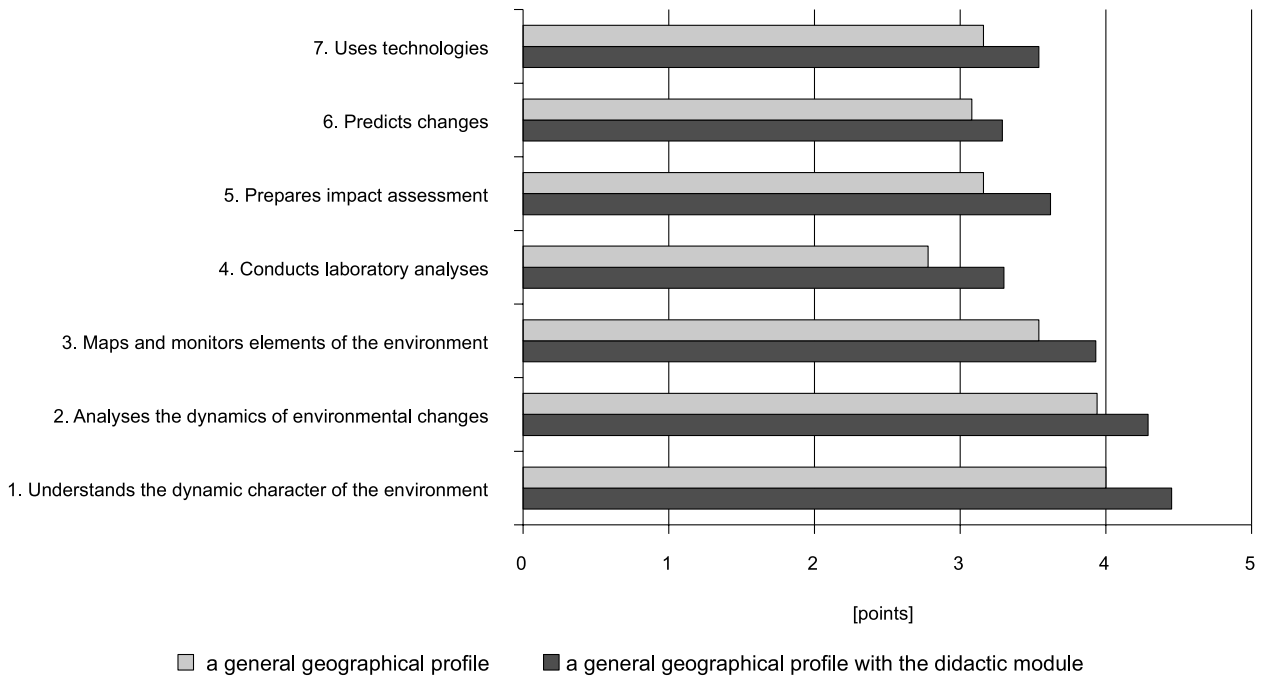 7. Uses technologies
6. Predicts changes
5. Prepares impact assessment
4. Conducts laboratory analyses
3. Maps and monitors elements of the environment
2. Analyses the dynamics of environmental changes
1. Understands the dynamic character of the environment
0 1 2 3 4 5
[points]
a general geographical profile a general geographical profile with the didactic module